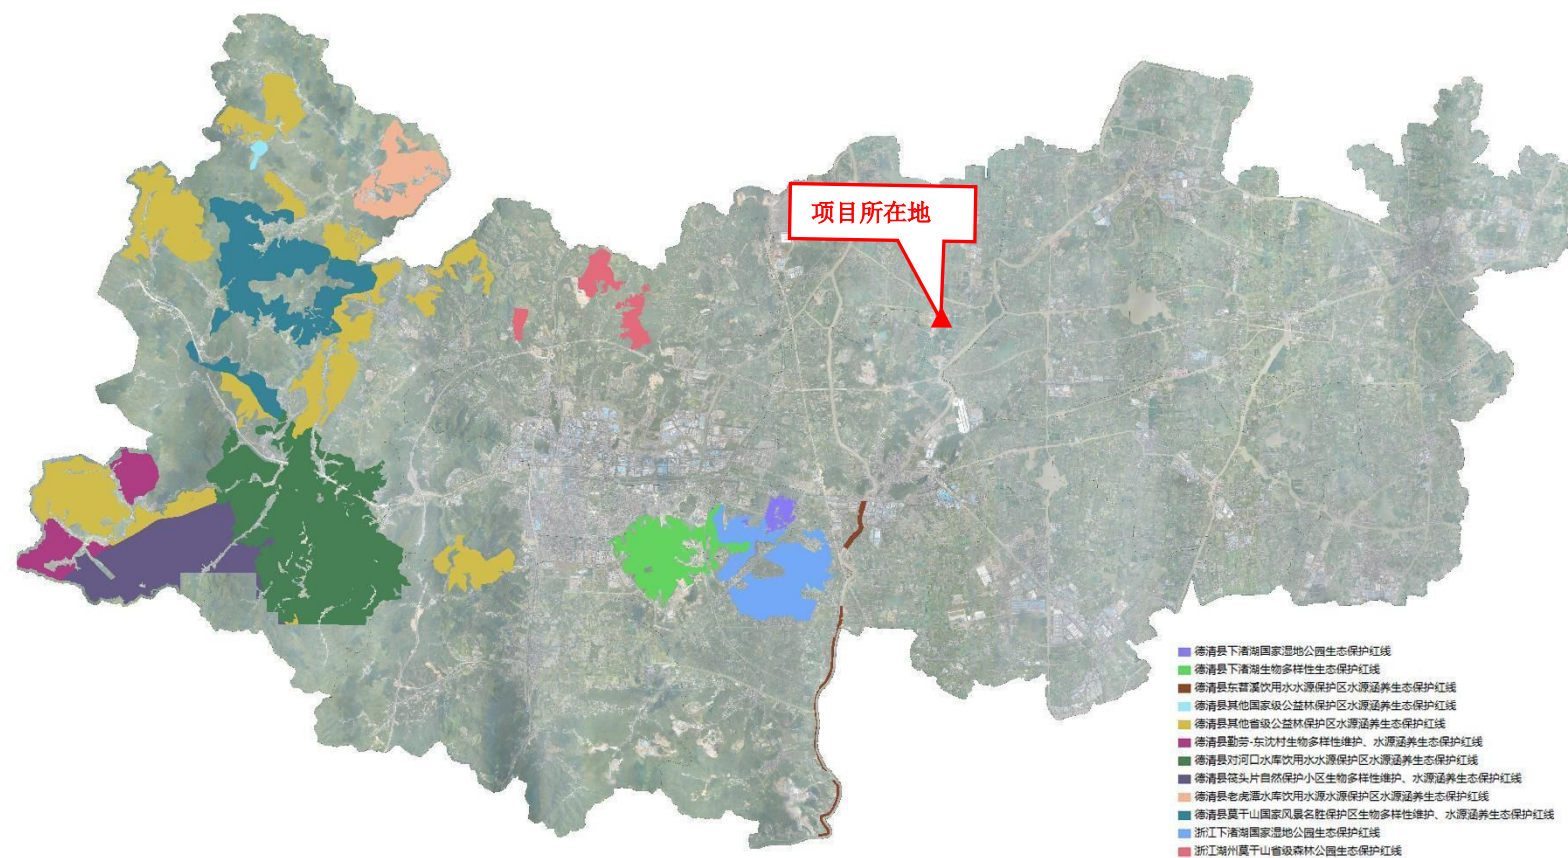 项目所在地
德清县下渚湖国家湿地公园生态保护红线
德清县下渚湖生物多样性生态保护红线
德清县东苕溪饮用水水源保护区水源涵养生态保护红线
德清县其他国家级公益林保护区水源涵养生态保护红线
德清县其他省级公益林保护区水源涵养生态保护红线
德清县勤劳-东沈村生物多样性维护、水源涵养生态保护红线
德清县对河口水库饮用水水源保护区水源涵养生态保护红线
德清县筏头片自然保护小区生物多样性维护、水源涵养生态保护红线
德清县老虎潭水库饮用水源水源保护区水源涵养生态保护红线
德清县莫干山国家风景名胜保护区生物多样性维护、水源涵养生态保护红线
浙江下渚湖国家湿地公园生态保护红线
浙江湖州莫干山省级森林公园生态保护红线